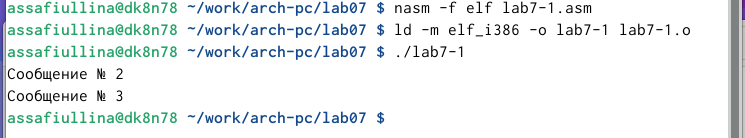 assafiullina@dk8n78 ~/work/arch-pc/lab07 $ nasm -f elf lab7-1.asm
assafiullina@dk8n78 ~/work/arch-pc/lab07 $ ld -m elf_i386 -o lab7-1 lab7-1.o
assafiullina@dk8n78 ~/work/arch-pc/lab07 $ ./lab7-1
Сообщение № 2
Сообщение № 3
assafiullina@dk8n78 ~/work/arch-pc/lab07 $